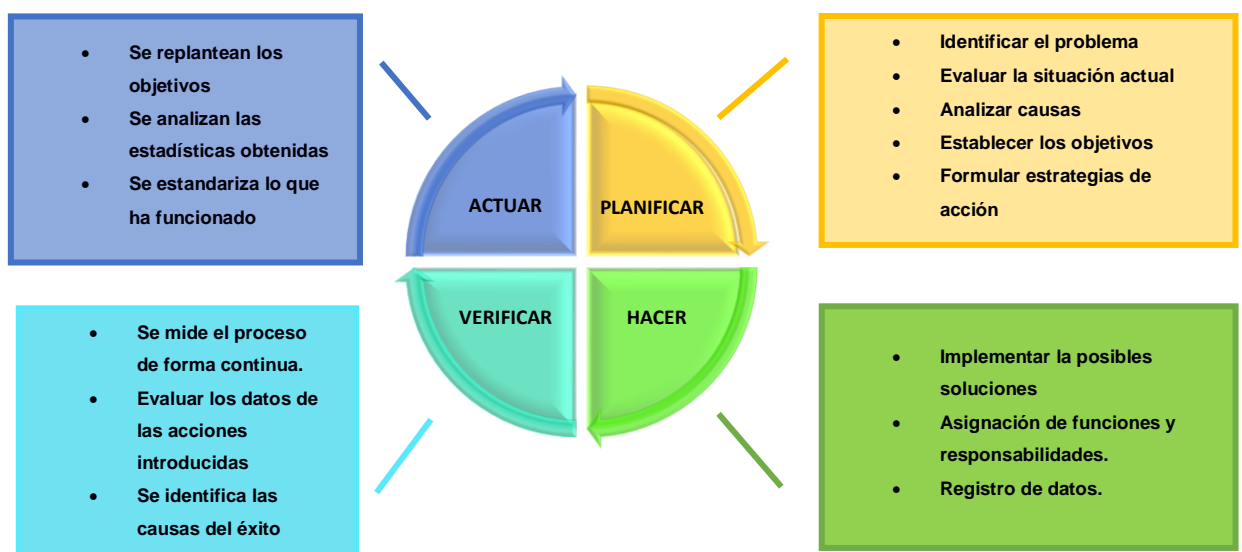 • Se replantean los
objetivos
• Se analizan las
estadísticas obtenidas
• Se estandariza lo que
ha funcionado
• Identificar el problema
• Evaluar la situación actual
• Analizar causas
• Establecer los objetivos
• Formular estrategias de
acción
ACTUAR
PLANIFICAR
VERIFICAR
HACER
• Se mide el proceso
de forma continua.
• Evaluar los datos de
las acciones
introducidas
• Se identifica las
causas del éxito
• Implementar la posibles
soluciones
• Asignación de funciones y
responsabilidades.
• Registro de datos.